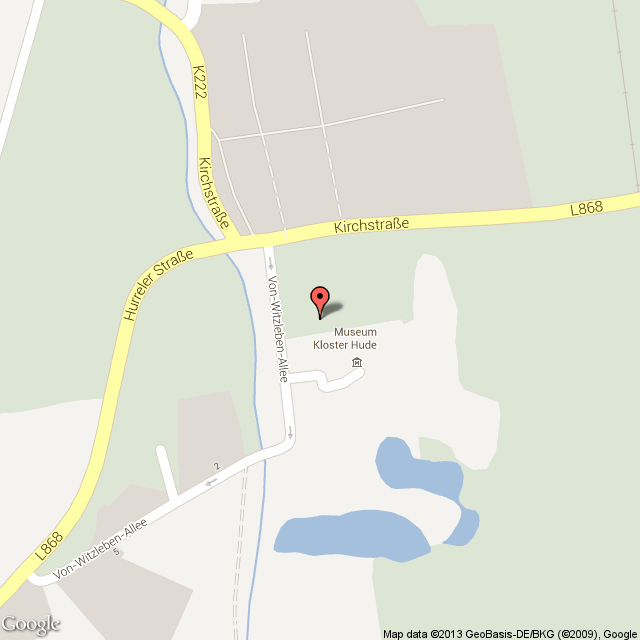 K222
Kirchstraße
Kirchstraße
L868
Hurreler Straße
Von-Witzleben-Allee
Museum
Kloster Hude
2
Von-Witzleben-Allee
5
L868
Google
Map data ©2013 GeoBasis-DE/BKG (©2009), Google